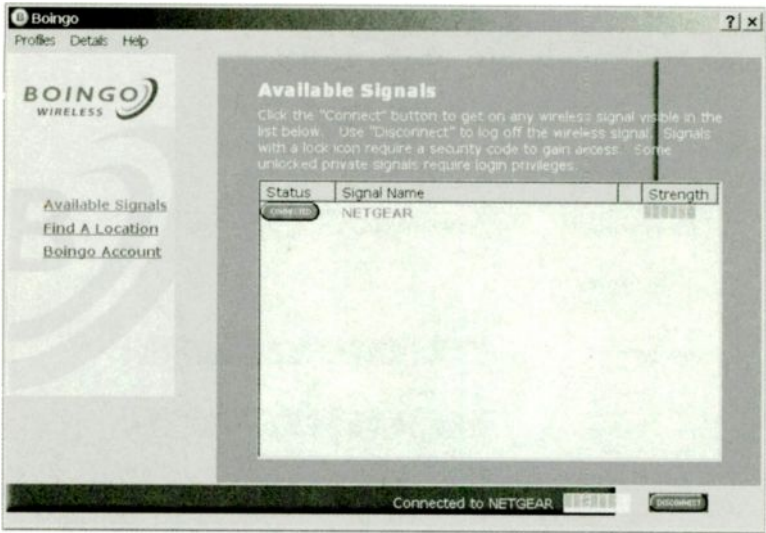 Boingo
? ×
Profiles Details Help
BOINGO
WIRELESS
Available Signals
Find A Location
Boingo Account
Available Signals
Click the "Connect" button to get on any wireless signal visible in the
list below. Use "Disconnect" to log off the wireless signal. Signals
with a lock icon require a security code to gain access. Some
unlocked private signals require login privileges.
Status Signal Name Strength
CONNECTED NETGEAR
Connected to NETGEAR DISCONNECT